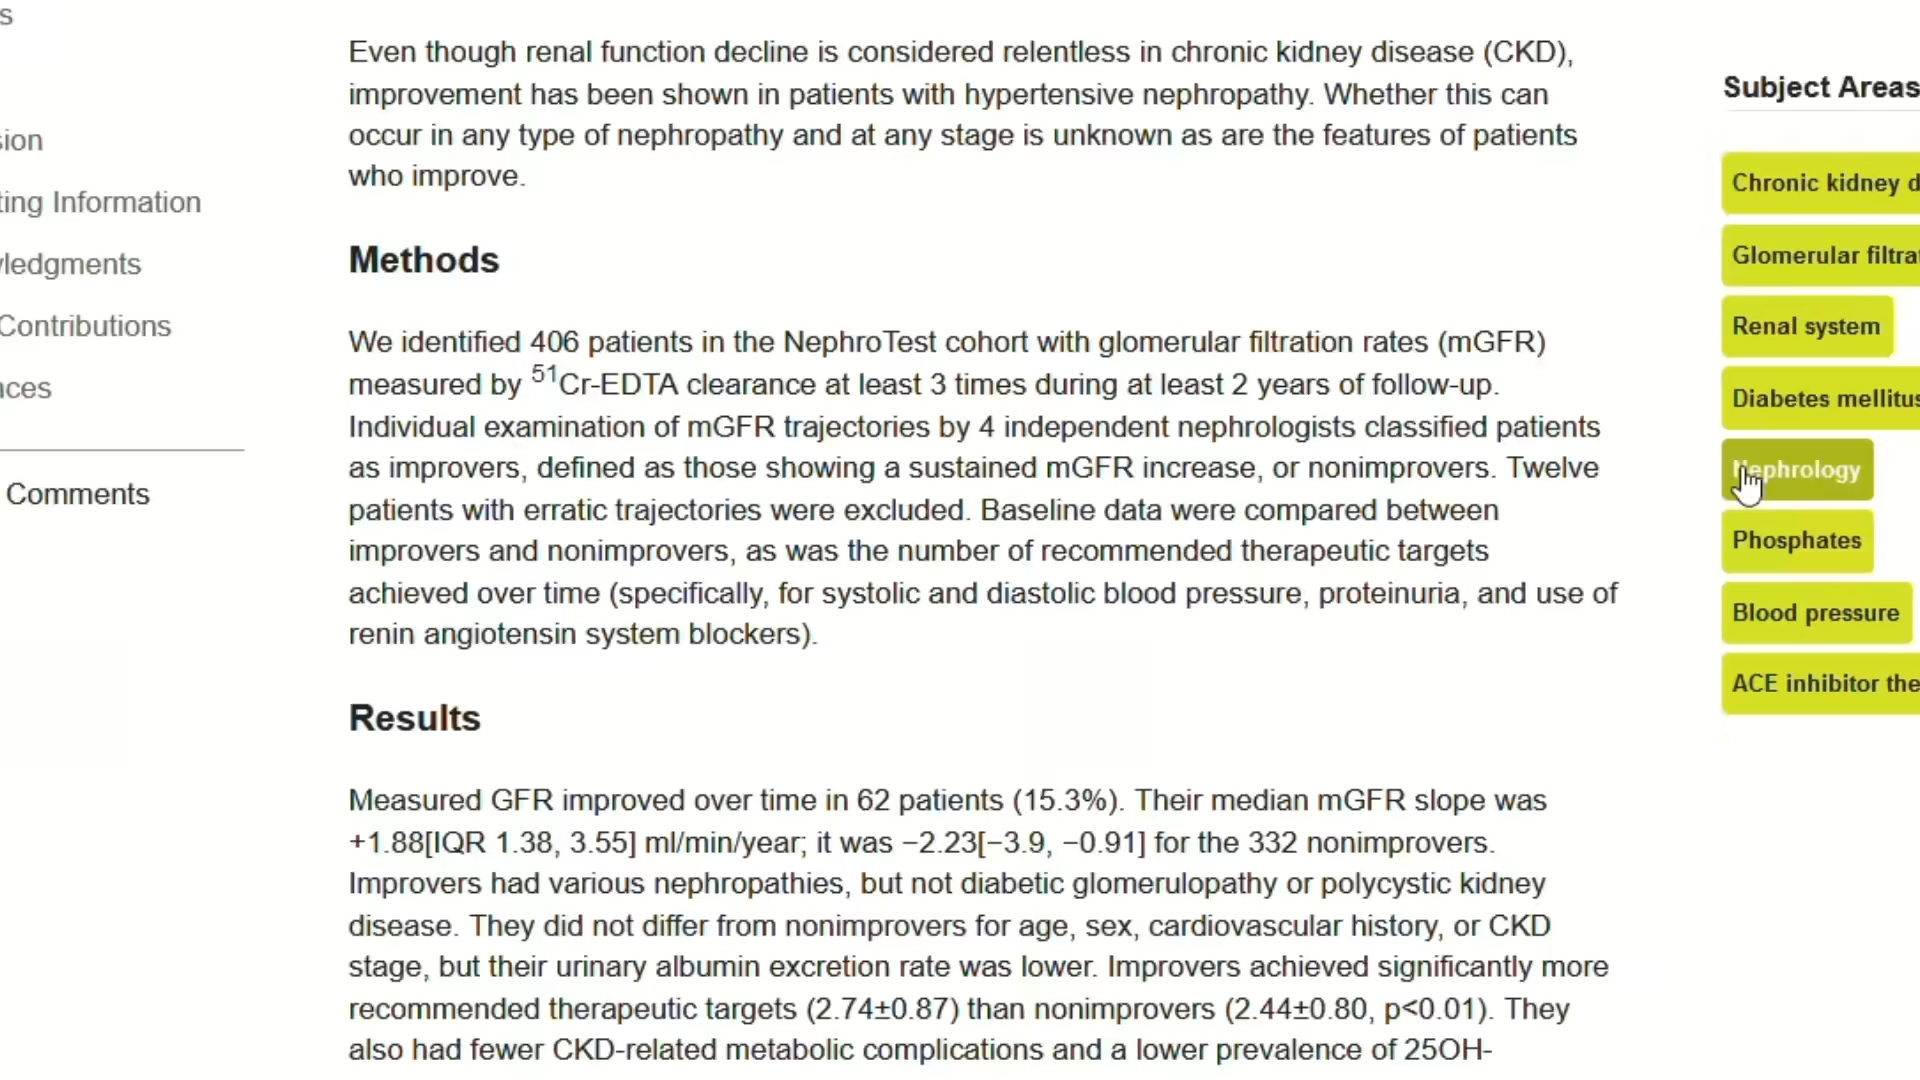 Even though renal function decline is considered relentless in chronic kidney disease (CKD),
improvement has been shown in patients with hypertensive nephropathy. Whether this can
occur in any type of nephropathy and at any stage is unknown as are the features of patients
who improve.
Methods
We identified 406 patients in the NephroTest cohort with glomerular filtration rates (mGFR)
measured by ⁵¹Cr-EDTA clearance at least 3 times during at least 2 years of follow-up.
Individual examination of mGFR trajectories by 4 independent nephrologists classified patients
as improvers, defined as those showing a sustained mGFR increase, or nonimprovers. Twelve
patients with erratic trajectories were excluded. Baseline data were compared between
improvers and nonimprovers, as was the number of recommended therapeutic targets
achieved over time (specifically, for systolic and diastolic blood pressure, proteinuria, and use of
renin angiotensin system blockers).
Results
Measured GFR improved over time in 62 patients (15.3%). Their median mGFR slope was
+1.88[IQR 1.38, 3.55] ml/min/year; it was −2.23[−3.9, −0.91] for the 332 nonimprovers.
Improvers had various nephropathies, but not diabetic glomerulopathy or polycystic kidney
disease. They did not differ from nonimprovers for age, sex, cardiovascular history, or CKD
stage, but their urinary albumin excretion rate was lower. Improvers achieved significantly more
recommended therapeutic targets (2.74±0.87) than nonimprovers (2.44±0.80, p<0.01). They
also had fewer CKD-related metabolic complications and a lower prevalence of 25OH-
s
sion
ting Information
ledgments
Contributions
nces
Comments
Subject Areas
Chronic kidney d
Glomerular filtra
Renal system
Diabetes mellitus
Nephrology
Phosphates
Blood pressure
ACE inhibitor the